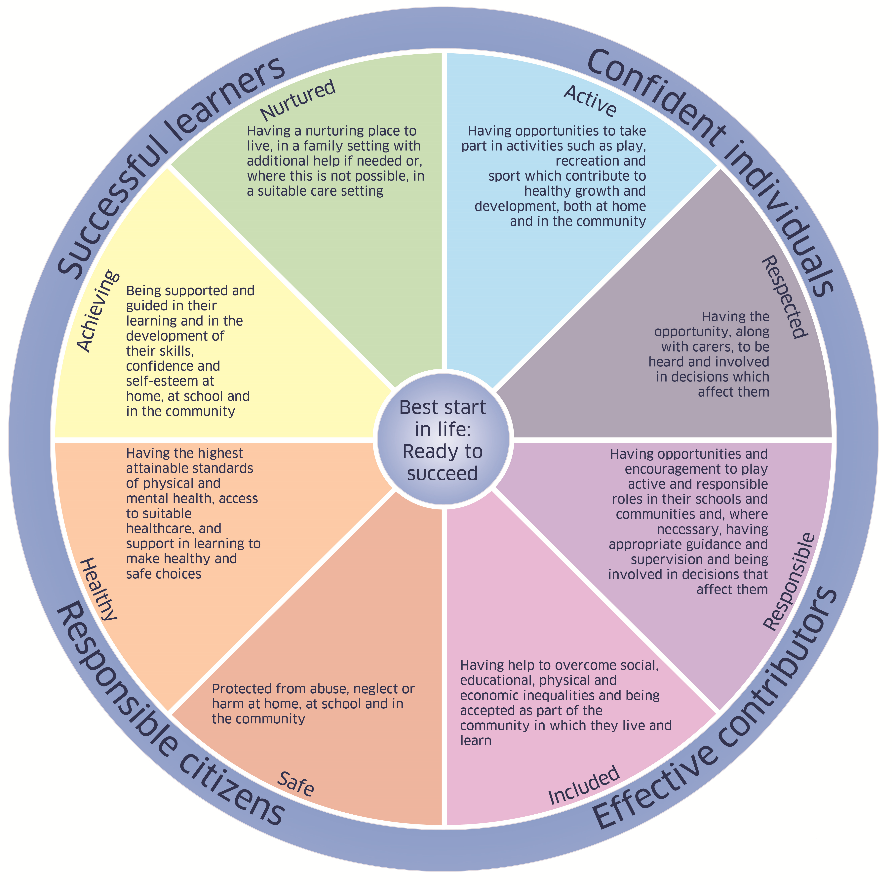 Successful learners
Confident individuals
Nurtured
Having a nurturing place to
live, in a family setting with
additional help if needed or,
where this is not possible, in
a suitable care setting
Active
Having opportunities to take
part in activities such as play,
recreation and
sport which contribute to
healthy growth and
development, both at home
and in the community
Achieving
Being supported and
guided in their
learning and in the
development of
their skills,
confidence and
self-esteem at
home, at school and
in the community
Respected
Having the
opportunity, along
with carers, to be
heard and involved
in decisions which
affect them
Best start
in life:
Ready to
succeed
Healthy
Having the highest
attainable standards
of physical and
mental health, access
to suitable
healthcare, and
support in learning to
make healthy and
safe choices
Responsible
Having opportunities and
encouragement to play
active and responsible
roles in their schools and
communities and, where
necessary, having
appropriate guidance and
supervision and being
involved in decisions that
affect them
Protected from abuse, neglect or
harm at home, at school and in
the community
Safe
Having help to overcome social,
educational, physical and
economic inequalities and being
accepted as part of the
community in which they live and
learn
Included
Responsible citizens
Effective contributors